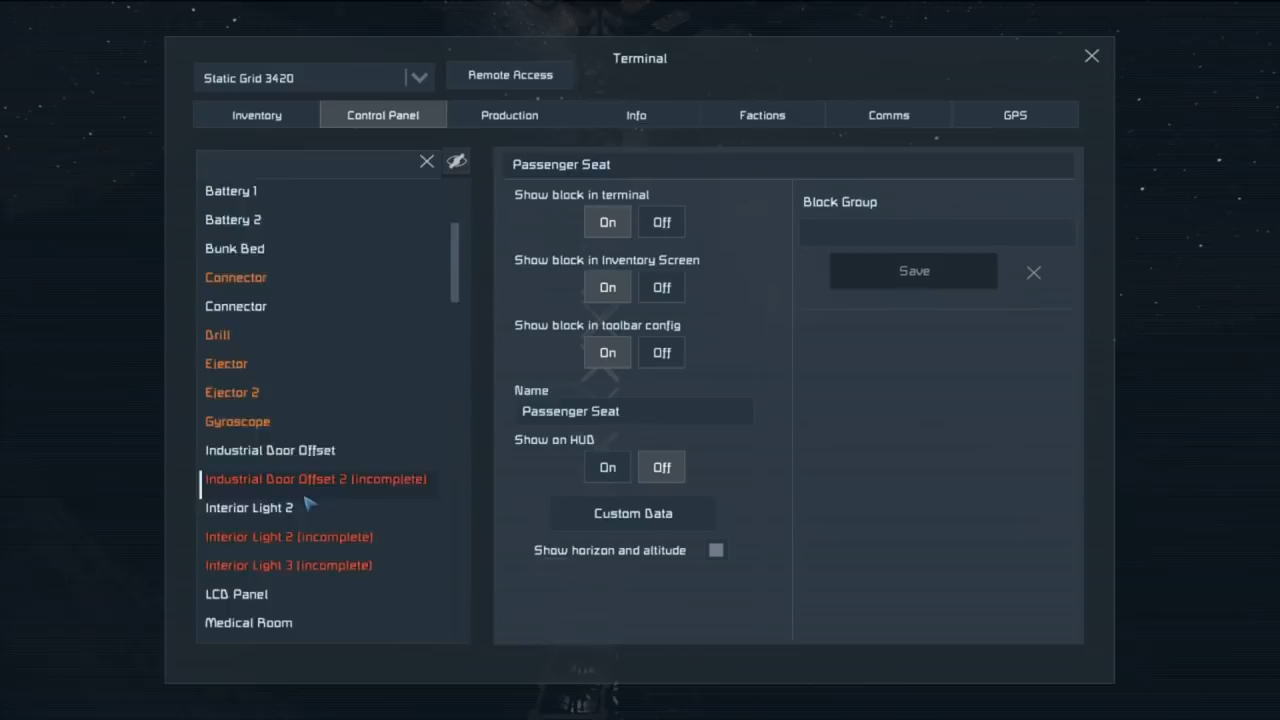 Terminal
Static Grid 3420
Remote Access
Inventory
Control Panel
Production
Info
Factions
Comms
GPS
Battery 1
Battery 2
Bunk Bed
Connector
Connector
Drill
Ejector
Ejector 2
Gyroscope
Industrial Door Offset
Industrial Door Offset 2 (incomplete)
Interior Light 2
Interior Light 2 (incomplete)
Interior Light 3 (incomplete)
LCD Panel
Medical Room
Passenger Seat
Show block in terminal
On Off
Show block in Inventory Screen
On Off
Show block in toolbar config
On Off
Name
Passenger Seat
Show on HUD
On Off
Custom Data
Show horizon and altitude
Block Group
Save